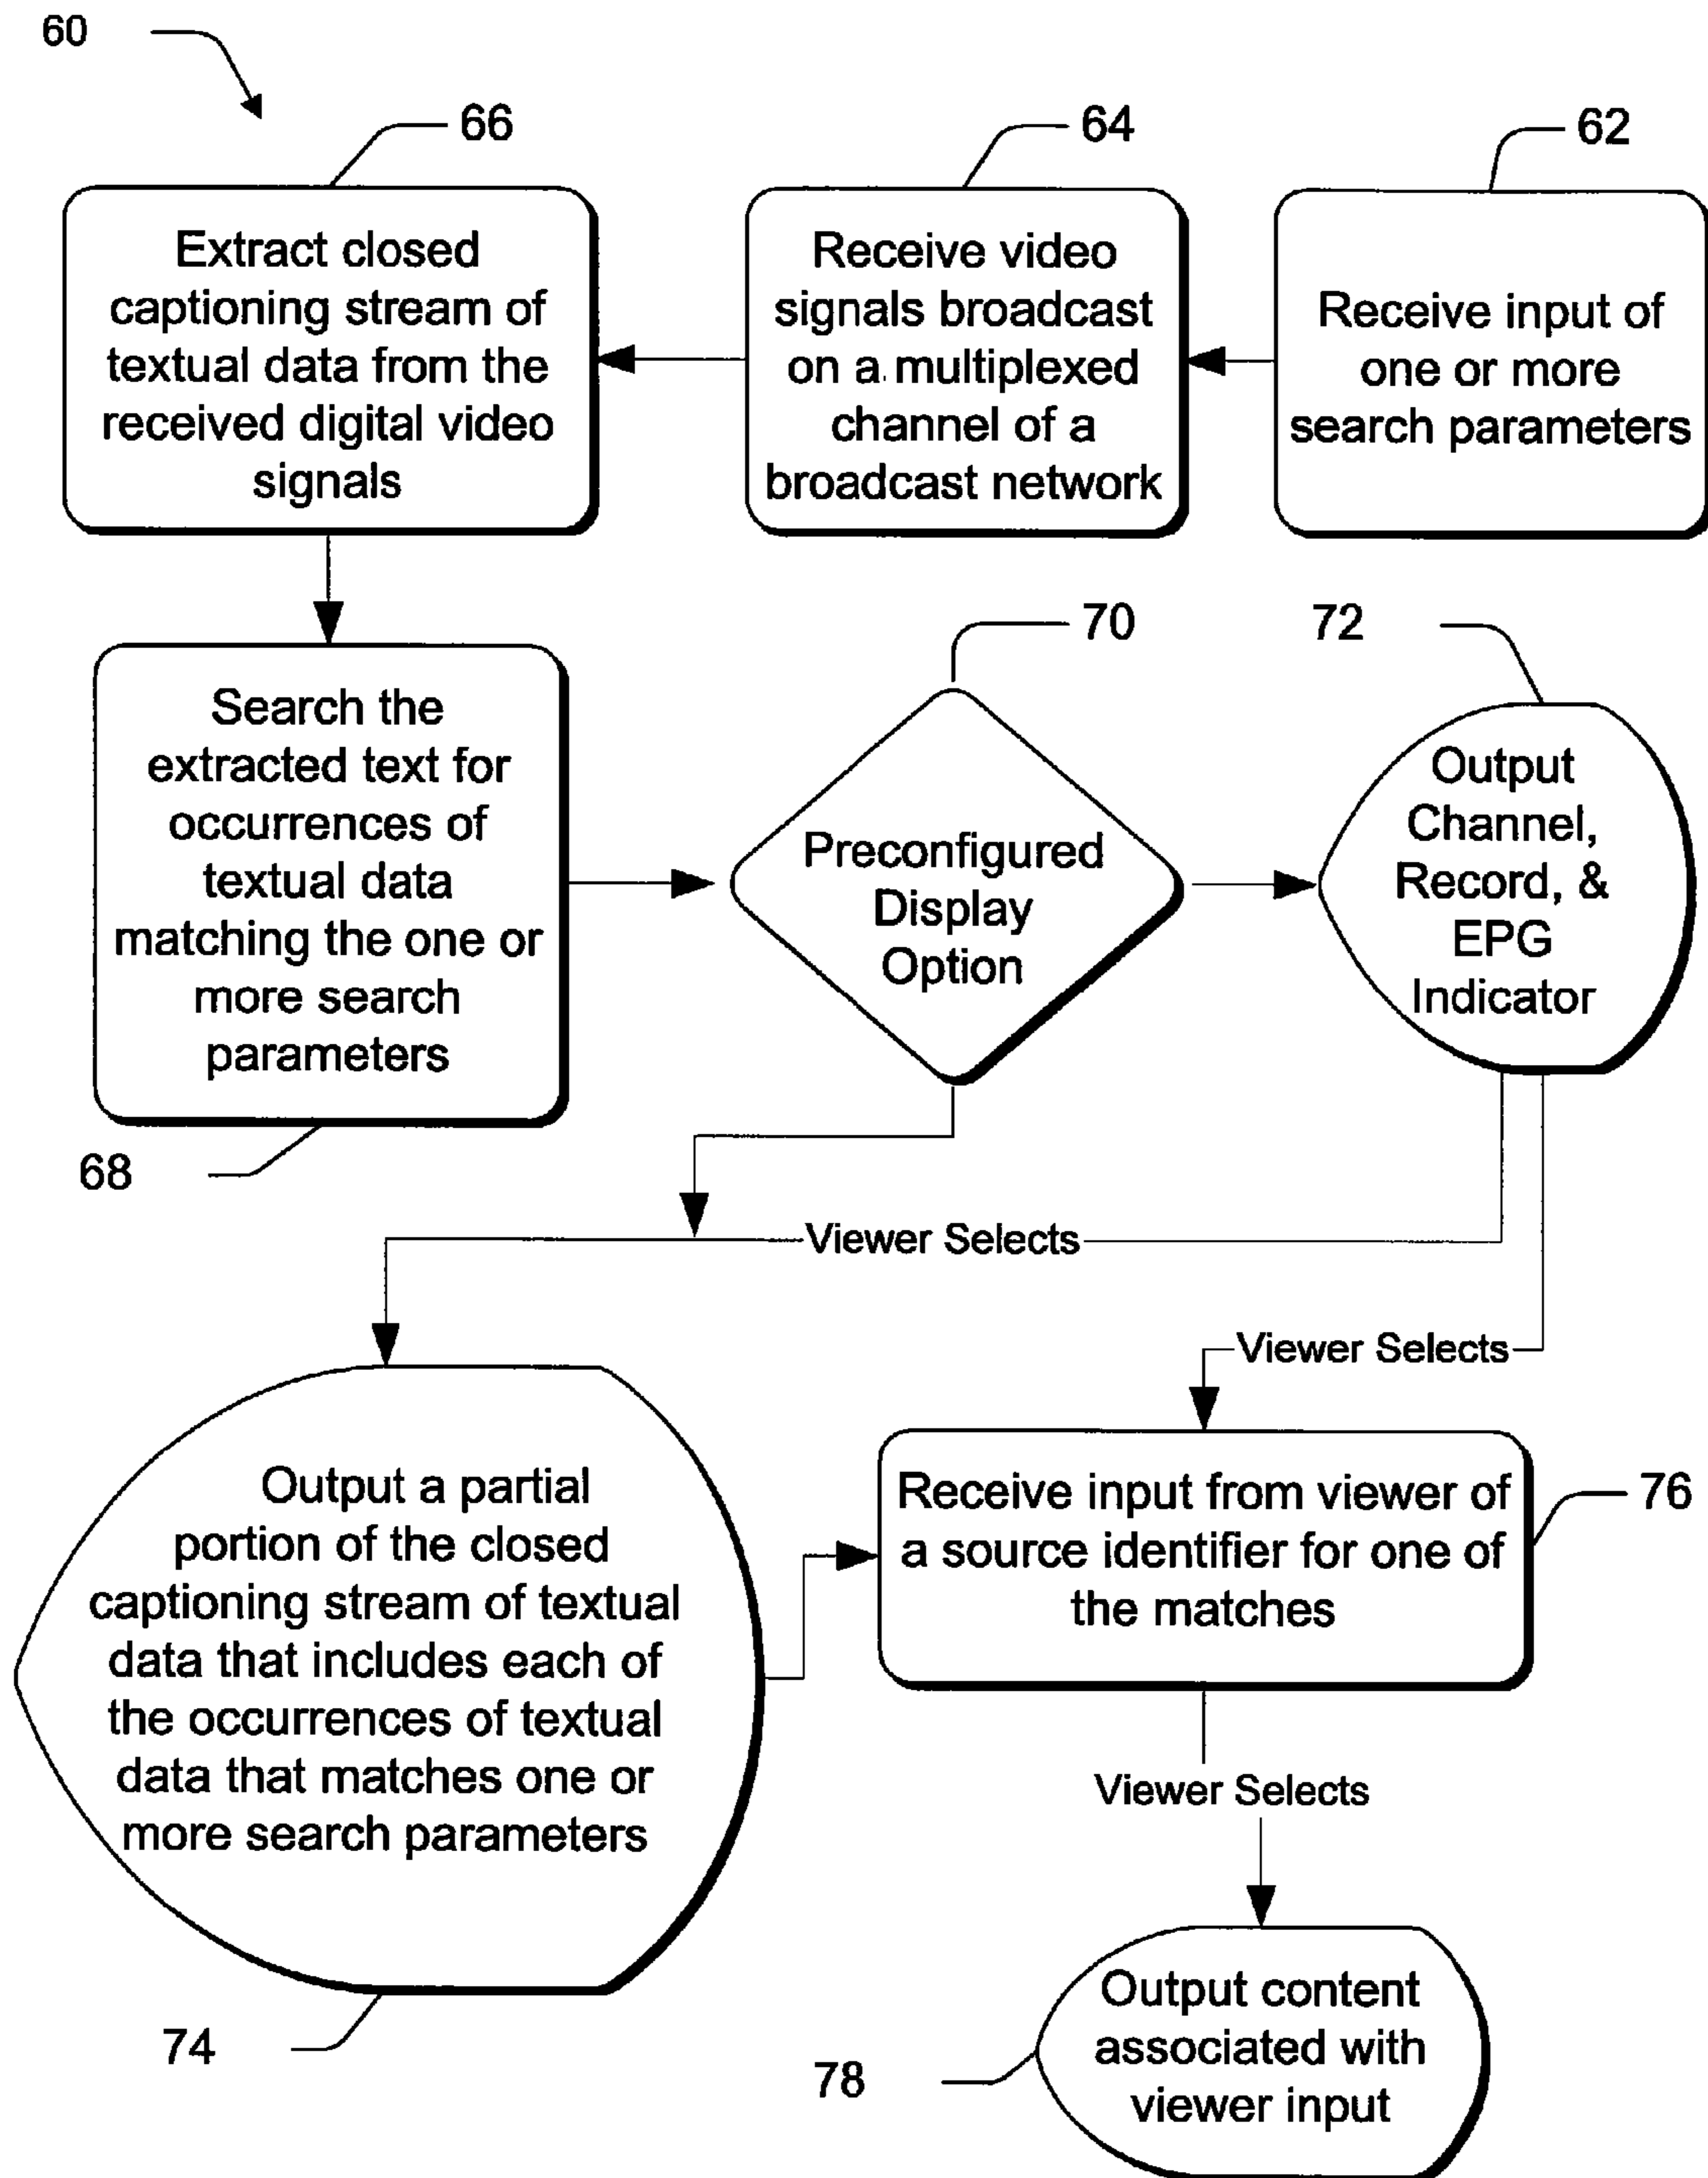 60
66
64
62
Extract closed
captioning stream of
textual data from the
received digital video
signals
Receive video
signals broadcast
on a multiplexed
channel of a
broadcast network
Receive input of
one or more
search parameters
70
72
Search the
extracted text for
occurrences of
textual data
matching the one or
more search
parameters
68
Preconfigured
Display
Option
Output
Channel,
Record, &
EPG
Indicator
Viewer Selects
Viewer Selects
Output a partial
portion of the closed
captioning stream of textual
data that includes each of
the occurrences of textual
data that matches one or
more search parameters
74
Receive input from viewer of
a source identifier for one of
the matches
76
Viewer Selects
Output content
associated with
viewer input
78